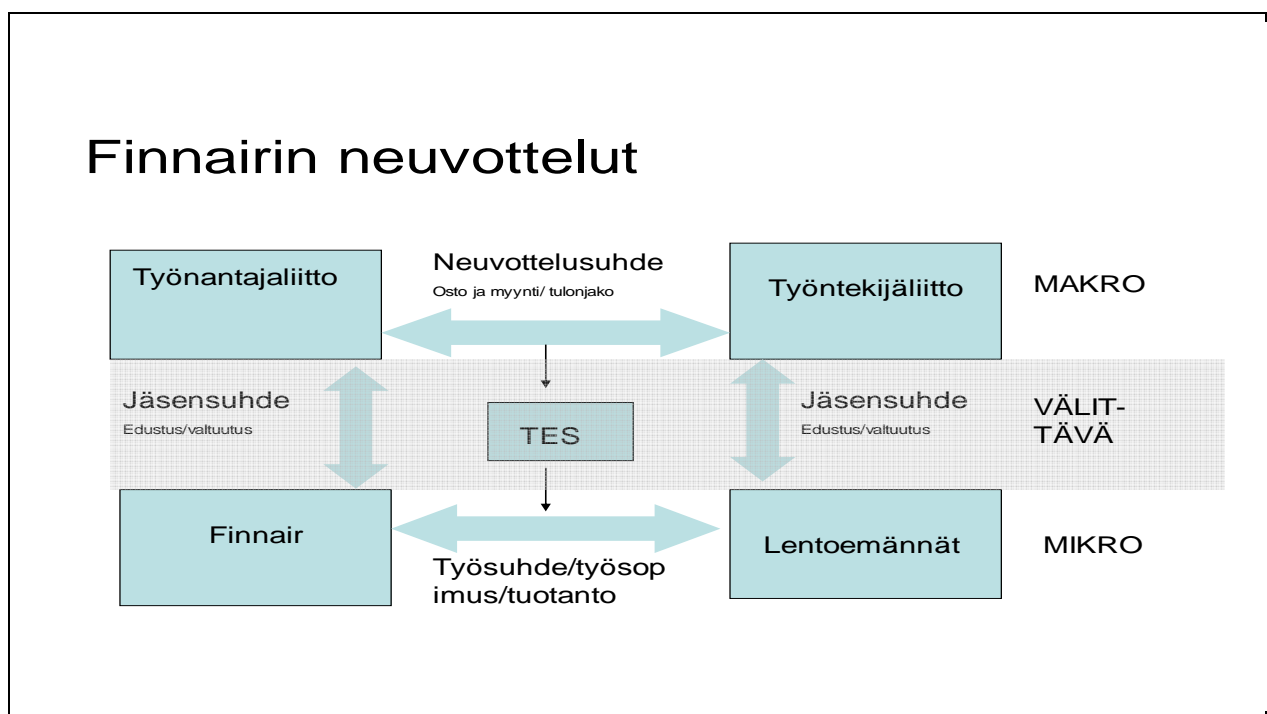 Finnairin neuvottelut
Työnantajaliitto
Neuvottelusuhde
Osto ja myynti/ tulonjako
Työntekijäliitto
MAKRO
Jäsensuhde
Edustus/valtuutus
TES
Jäsensuhde
Edustus/valtuutus
VÄLIT-
TÄVÄ
Finnair
Työsuhde/työsop
imus/tuotanto
Lentoemännät
MIKRO